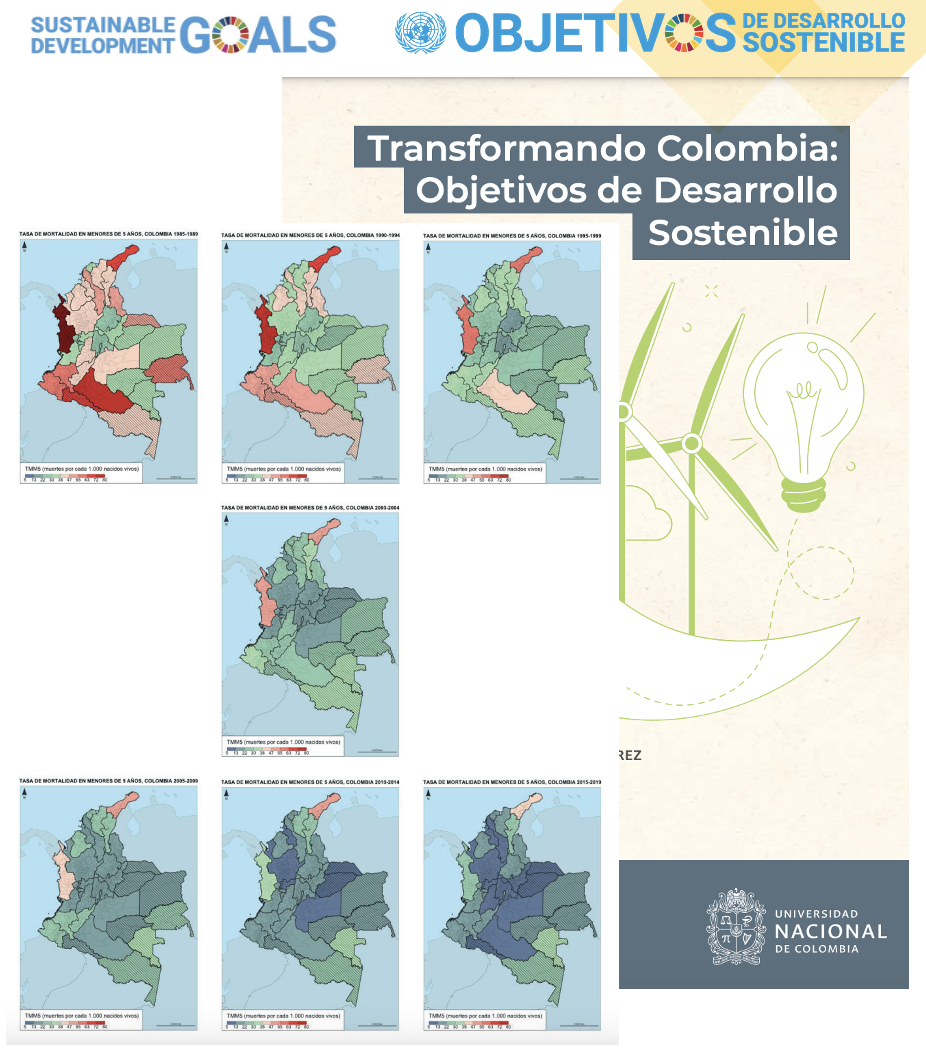 SUSTAINABLE
DEVELOPMENT GOALS
OBJETIVOS DE DESARROLLO
SOSTENIBLE
Transformando Colombia:
Objetivos de Desarrollo
Sostenible
TASA DE MORTALIDAD EN MENORES DE 5 AÑOS, COLOMBIA 1985-1989
TASA DE MORTALIDAD EN MENORES DE 5 AÑOS, COLOMBIA 1990-1994
TASA DE MORTALIDAD EN MENORES DE 5 AÑOS, COLOMBIA 1995-1999
TMM5 (muertes por cada 1.000 nacidos vivos)
5 13 22 30 38 47 55 63 72 80
TMM5 (muertes por cada 1.000 nacidos vivos)
5 13 22 30 38 47 55 63 72 80
TMM5 (muertes por cada 1.000 nacidos vivos)
5 13 22 30 38 47 55 63 72 80
TASA DE MORTALIDAD EN MENORES DE 5 AÑOS, COLOMBIA 2000-2004
TMM5 (muertes por cada 1.000 nacidos vivos)
5 13 22 30 38 47 55 63 72 80
REZ
TASA DE MORTALIDAD EN MENORES DE 5 AÑOS, COLOMBIA 2005-2009
TASA DE MORTALIDAD EN MENORES DE 5 AÑOS, COLOMBIA 2010-2014
TASA DE MORTALIDAD EN MENORES DE 5 AÑOS, COLOMBIA 2015-2019
TMM5 (muertes por cada 1.000 nacidos vivos)
5 13 22 30 38 47 55 63 72 80
TMM5 (muertes por cada 1.000 nacidos vivos)
5 13 22 30 38 47 55 63 72 80
TMM5 (muertes por cada 1.000 nacidos vivos)
5 13 22 30 38 47 55 63 72 80
UNIVERSIDAD
NACIONAL
DE COLOMBIA